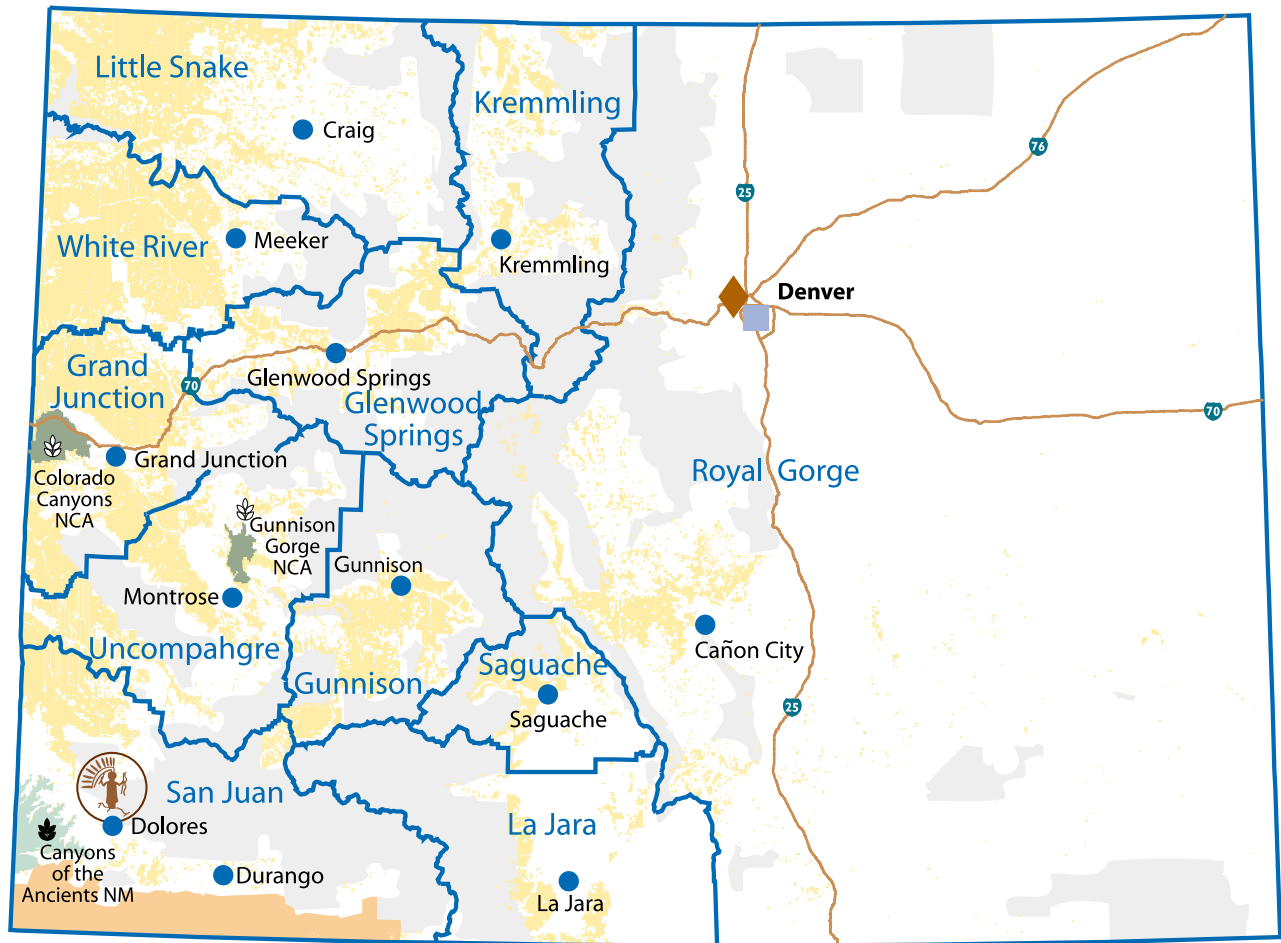 Little Snake
Kremmling
Craig
76
25
White River
Meeker
Kremmling
Denver
Grand
Junction
70
Glenwood Springs
Glenwood
Springs
70
Grand Junction
Royal Gorge
Colorado
Canyons
NCA
Gunnison
Gorge
NCA
Gunnison
Montrose
Uncompahgre
Cañon City
Saguache
Gunnison
Saguache
25
San Juan
La Jara
Dolores
Canyons
of the
Ancients NM
Durango
La Jara